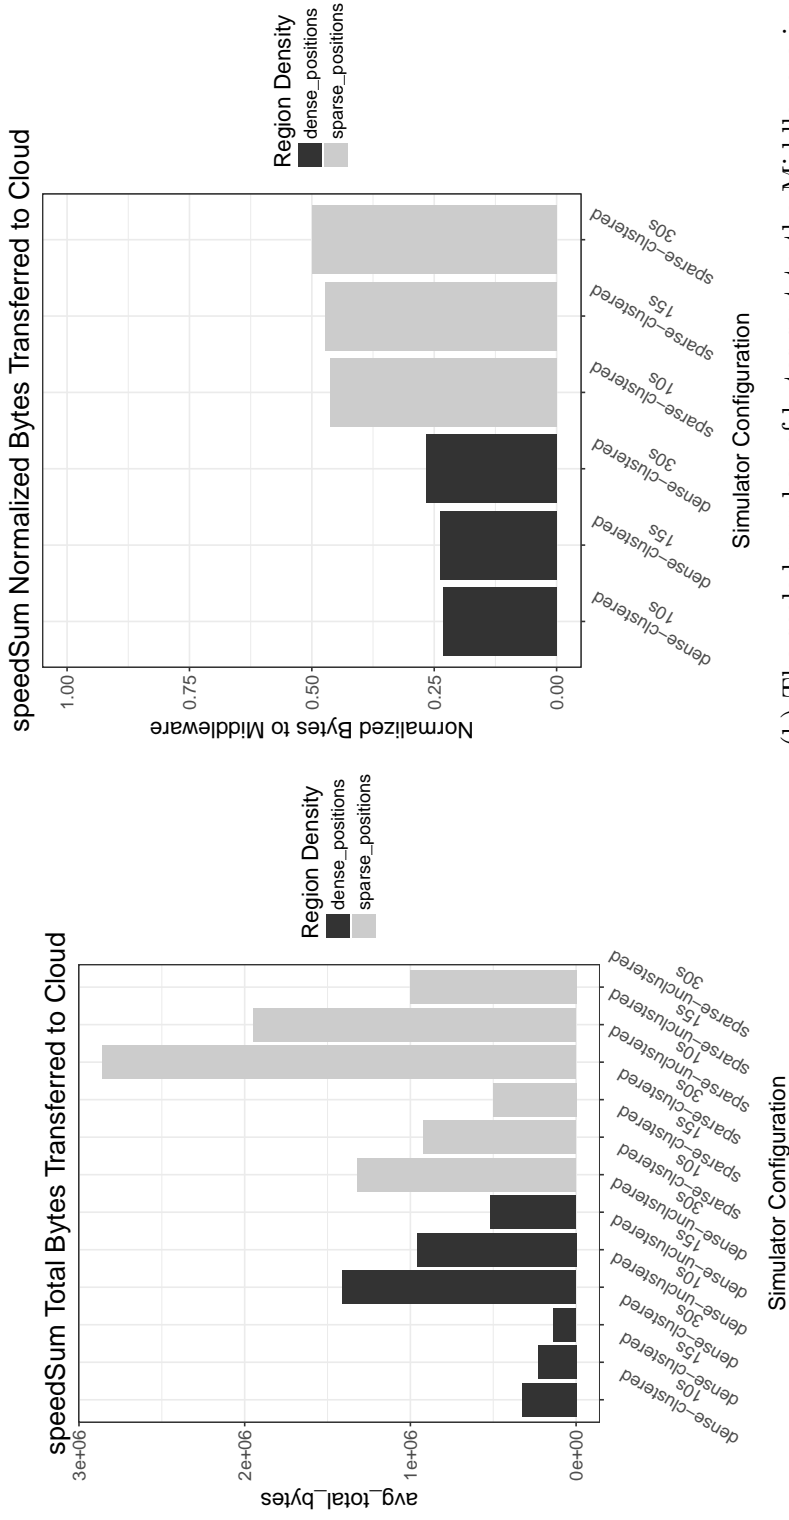 speedSum Total Bytes Transferred to Cloud
avg_total_bytes
3e+06
2e+06
1e+06
0e+00
dense−clustered
10s
dense−clustered
15s
dense−clustered
30s
dense−unclustered
10s
dense−unclustered
15s
dense−unclustered
30s
sparse−clustered
10s
sparse−clustered
15s
sparse−clustered
30s
sparse−unclustered
10s
sparse−unclustered
15s
sparse−unclustered
30s
Simulator Configuration
Region Density
dense_positions
sparse_positions
speedSum Normalized Bytes Transferred to Cloud
Normalized Bytes to Middleware
1.00
0.75
0.50
0.25
0.00
dense−clustered
10s
dense−clustered
15s
dense−clustered
30s
sparse−clustered
10s
sparse−clustered
15s
sparse−clustered
30s
Simulator Configuration
Region Density
dense_positions
sparse_positions